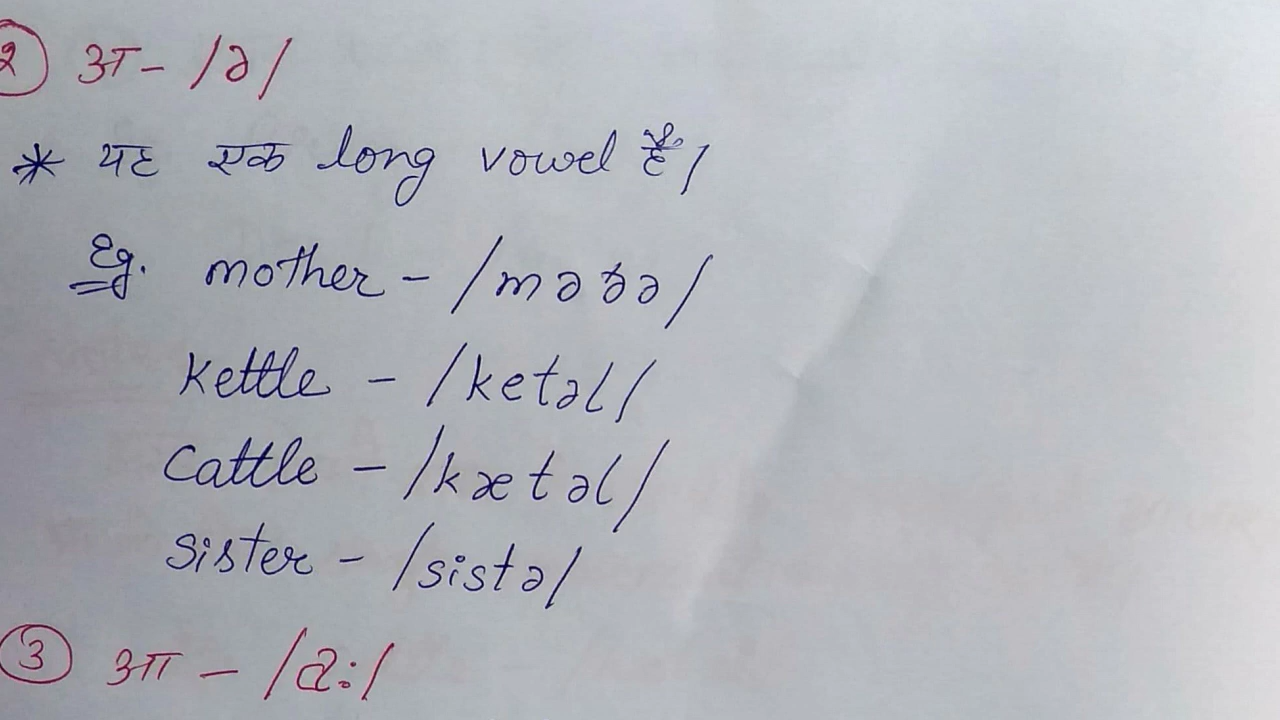 2 अ- /ə/
* यह एक long vowel है।
Eg. mother - /məðə/
Kettle - /ketəl/
Cattle - /kætəl/
Sister - /sistə/
3 आ - /a:/